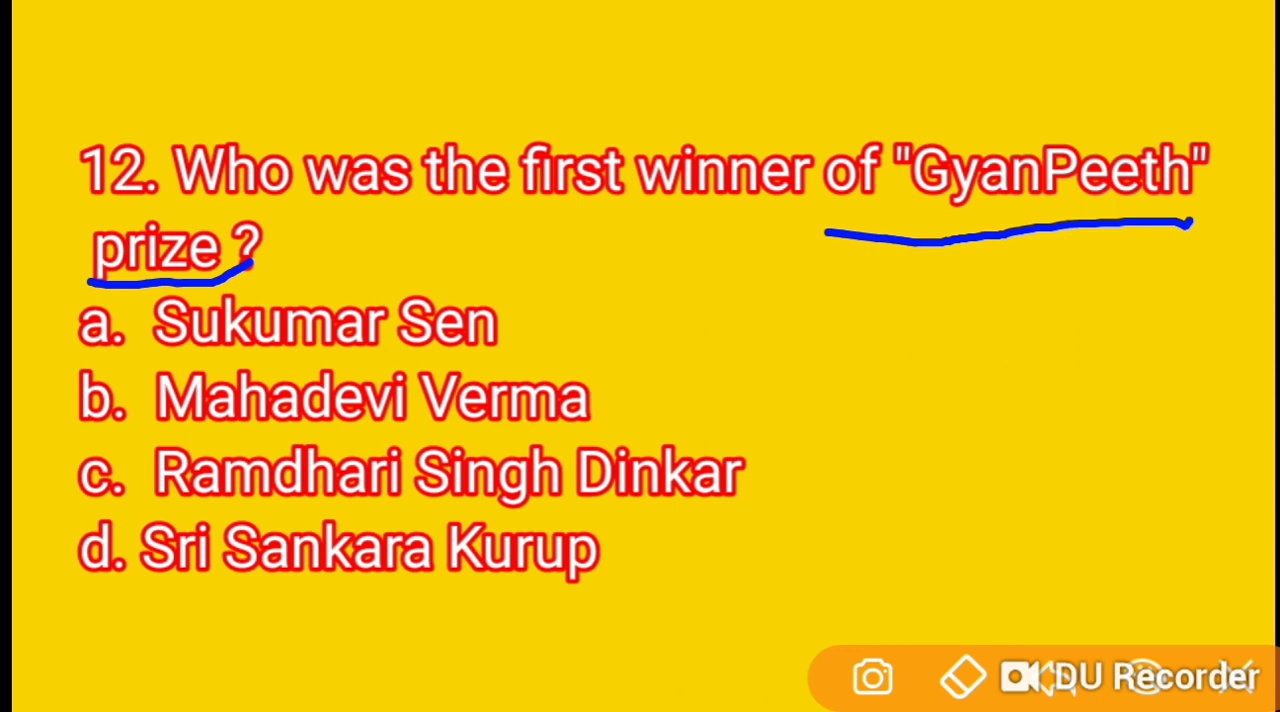 12. Who was the first winner of "GyanPeeth"
prize ?
a. Sukumar Sen
b. Mahadevi Verma
c. Ramdhari Singh Dinkar
d. Sri Sankara Kurup
DU Recorder